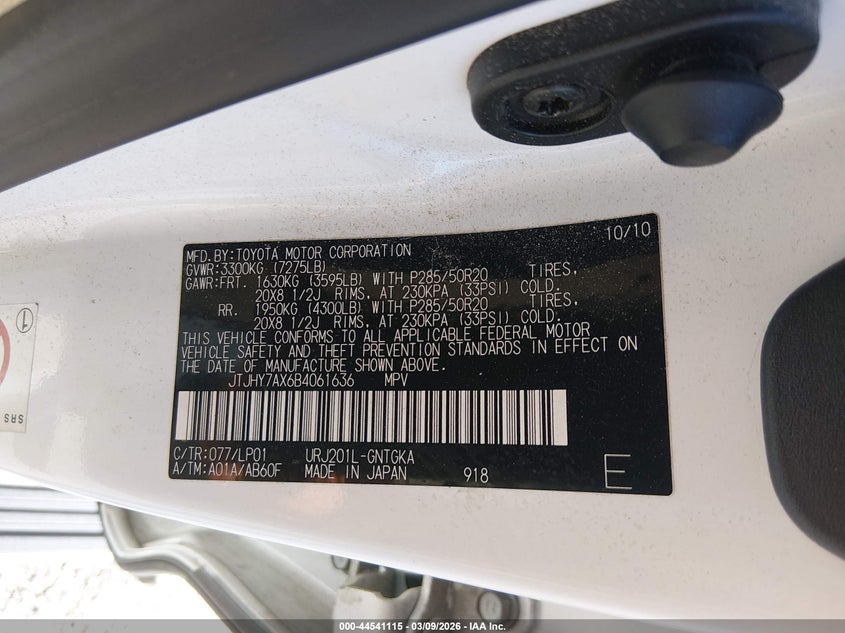 10/10
MFD. BY:TOYOTA MOTOR CORPORATION
GVWR:3300KG (7275LB)
GAWR:FRT. 1630KG (3595LB) WITH P285/50R20 TIRES,
20X8 1/2J RIMS, AT 230KPA (33PSI) COLD.
RR. 1950KG (4300LB) WITH P285/50R20 TIRES,
20X8 1/2J RIMS, AT 230KPA (33PSI) COLD.
THIS VEHICLE CONFORMS TO ALL APPLICABLE FEDERAL MOTOR
VEHICLE SAFETY AND THEFT PREVENTION STANDARDS IN EFFECT ON
THE DATE OF MANUFACTURE SHOWN ABOVE.
JTJHY7AX6B4061636 MPV
C/TR:077/LP01 URJ201L-GNTGKA
A/TM:A01A/AB60F MADE IN JAPAN 918 E
1
SRS
000-44541115 - 03/09/2026 - IAA Inc.